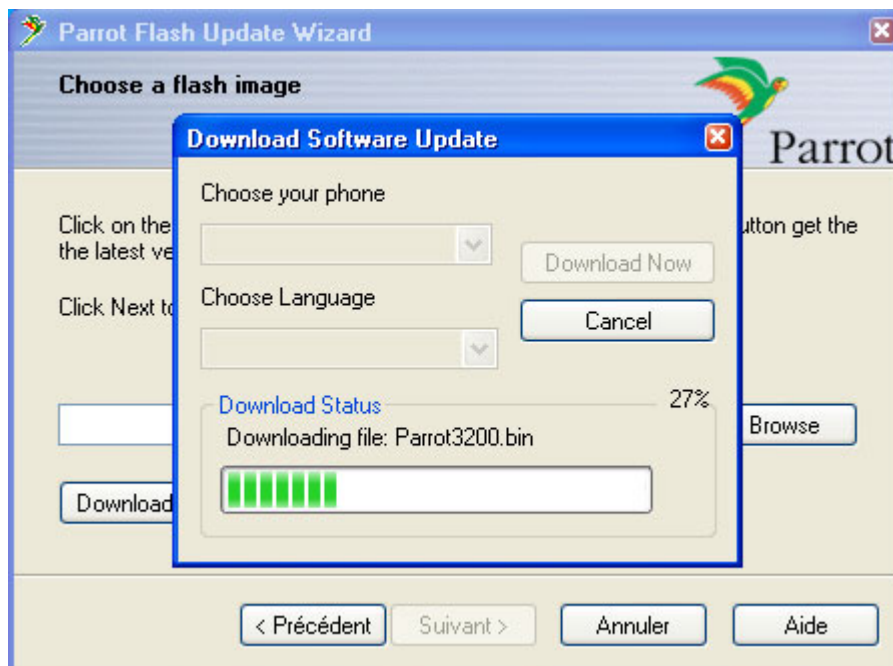 Parrot Flash Update Wizard
Choose a flash image
Parrot
Download Software Update
Choose your phone
Click on the
utton get the
the latest ve
Download Now
Choose Language
Click Next to
Cancel
Download Status
27%
Downloading file: Parrot3200.bin
Browse
Download
< Précédent
Suivant >
Annuler
Aide